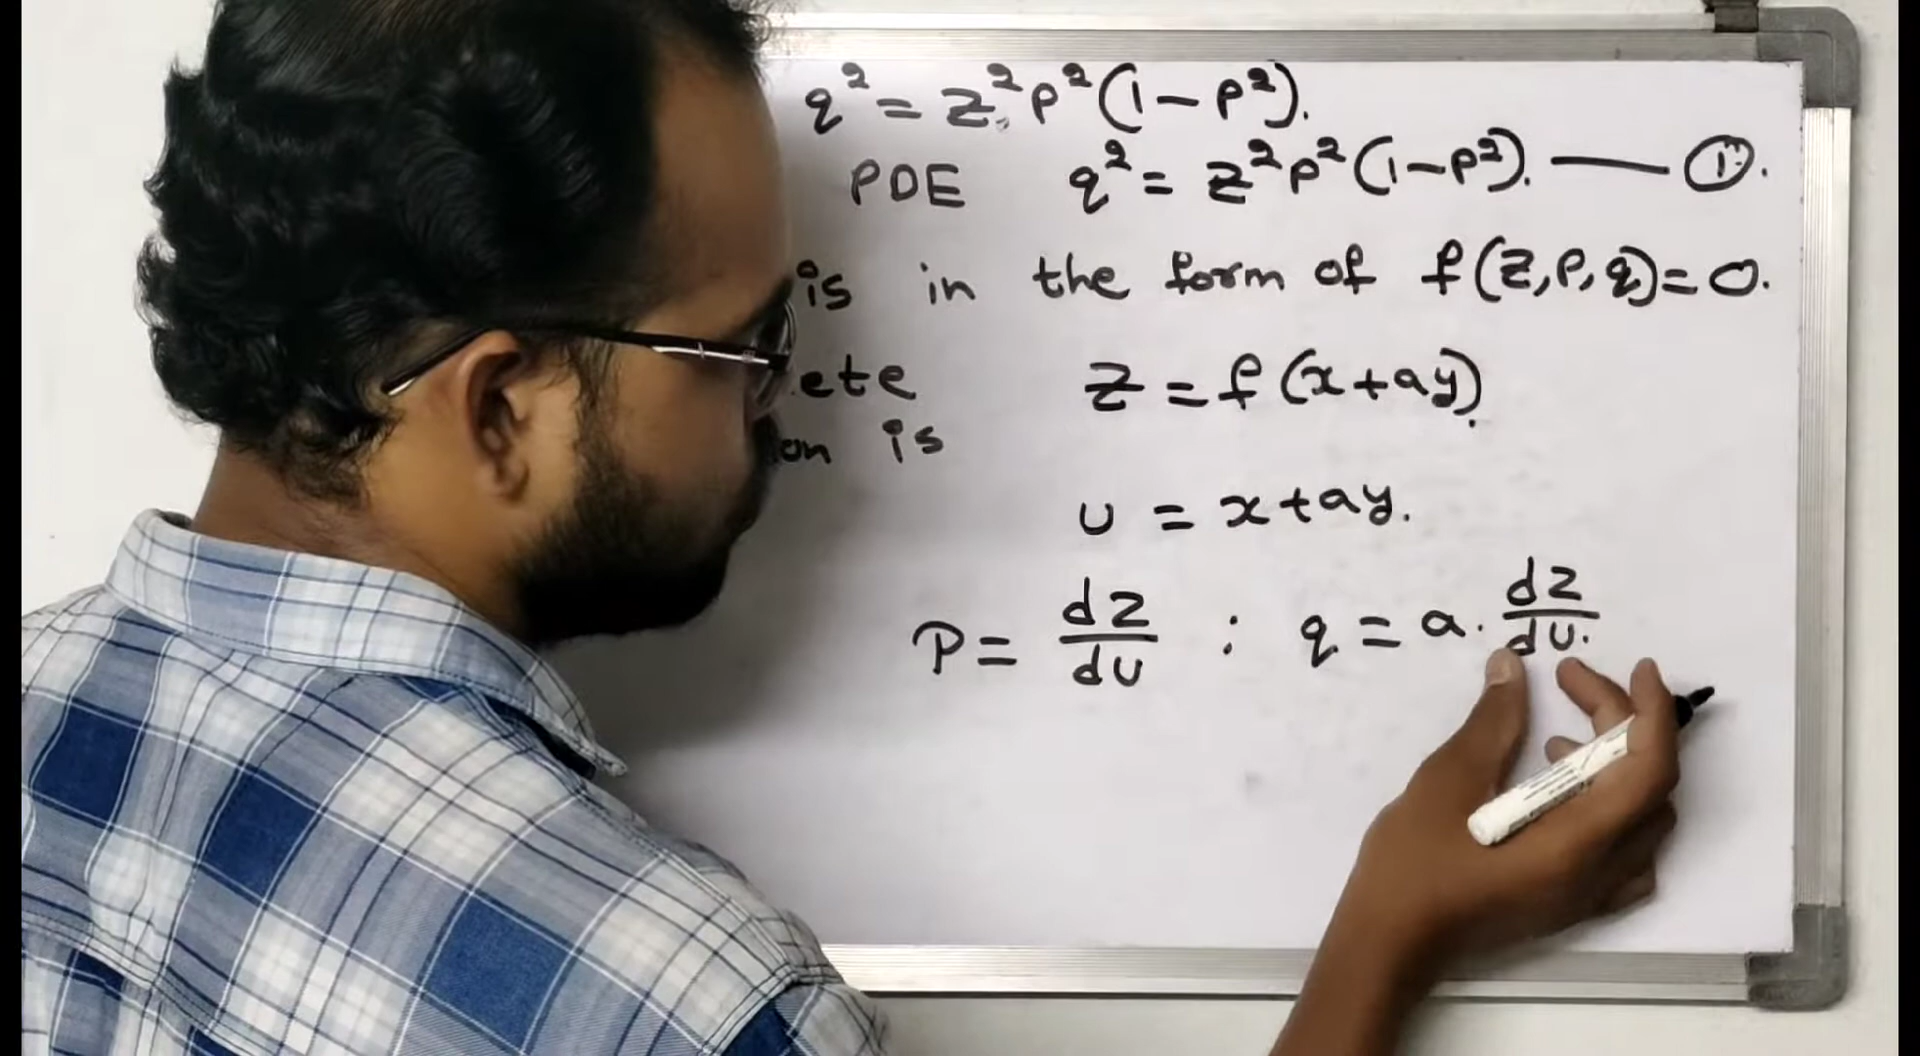 q² = z²p²(1-p²).
PDE q² = z²p²(1-p²). —— ①.
is in the form of f(z,p,q)=0.
ete z = f(x+ay).
on is
u = x+ay.
P = dz/du ; q = a. dz/du.